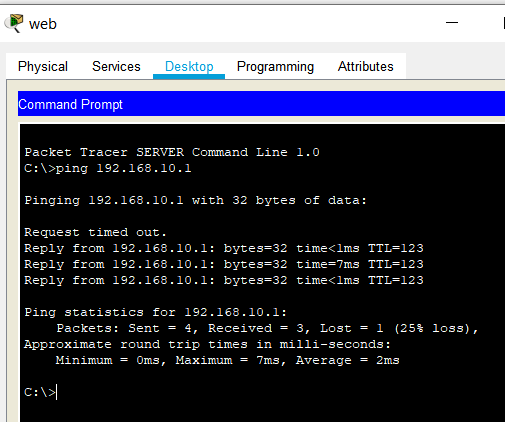 web
Physical Services Desktop Programming Attributes
Command Prompt
Packet Tracer SERVER Command Line 1.0
C:\>ping 192.168.10.1
Pinging 192.168.10.1 with 32 bytes of data:
Request timed out.
Reply from 192.168.10.1: bytes=32 time<1ms TTL=123
Reply from 192.168.10.1: bytes=32 time=7ms TTL=123
Reply from 192.168.10.1: bytes=32 time<1ms TTL=123
Ping statistics for 192.168.10.1:
Packets: Sent = 4, Received = 3, Lost = 1 (25% loss),
Approximate round trip times in milli-seconds:
Minimum = 0ms, Maximum = 7ms, Average = 2ms
C:\>